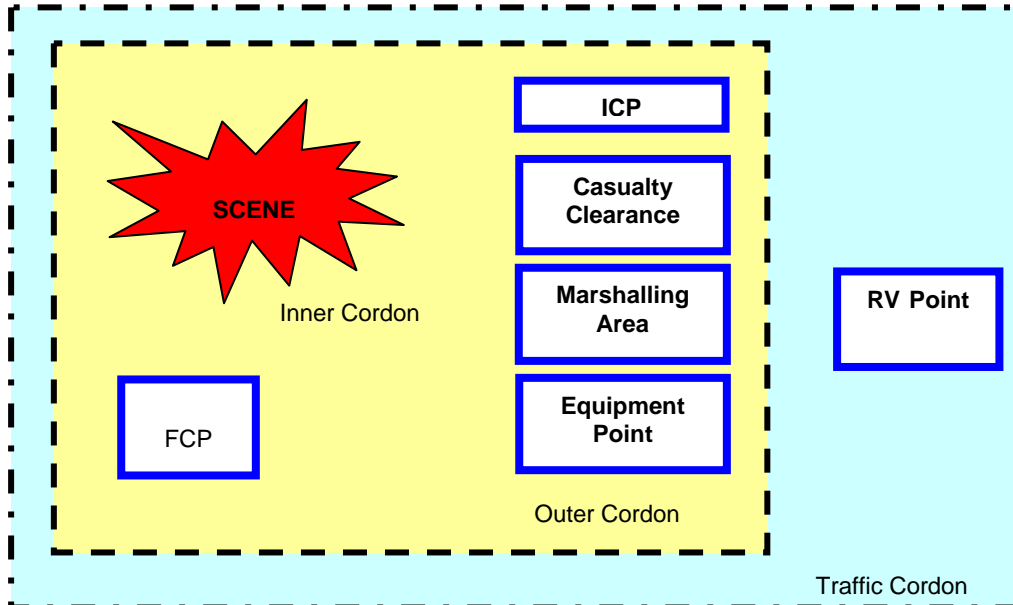 ICP
Casualty
Clearance
SCENE
Marshalling
Area
RV Point
Inner Cordon
Equipment
Point
FCP
Outer Cordon
Traffic Cordon